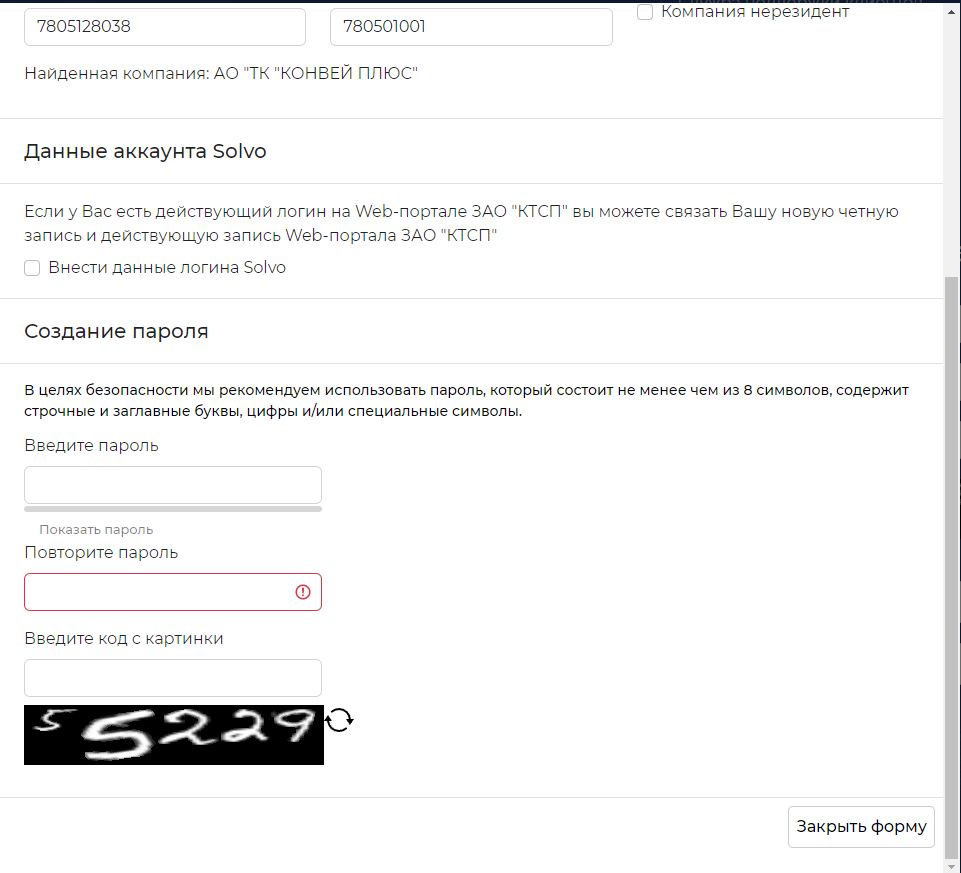 7805128038 780501001 Компания нерезидент
Найденная компания: АО "ТК "КОНВЕЙ ПЛЮС"
Данные аккаунта Solvo
Если у Вас есть действующий логин на Web-портале ЗАО "КТСП" вы можете связать Вашу новую четную
запись и действующую запись Web-портала ЗАО "КТСП"
Внести данные логина Solvo
Создание пароля
В целях безопасности мы рекомендуем использовать пароль, который состоит не менее чем из 8 символов, содержит
строчные и заглавные буквы, цифры и/или специальные символы.
Введите пароль
Показать пароль
Повторите пароль
Введите код с картинки
5 5229
Закрыть форму